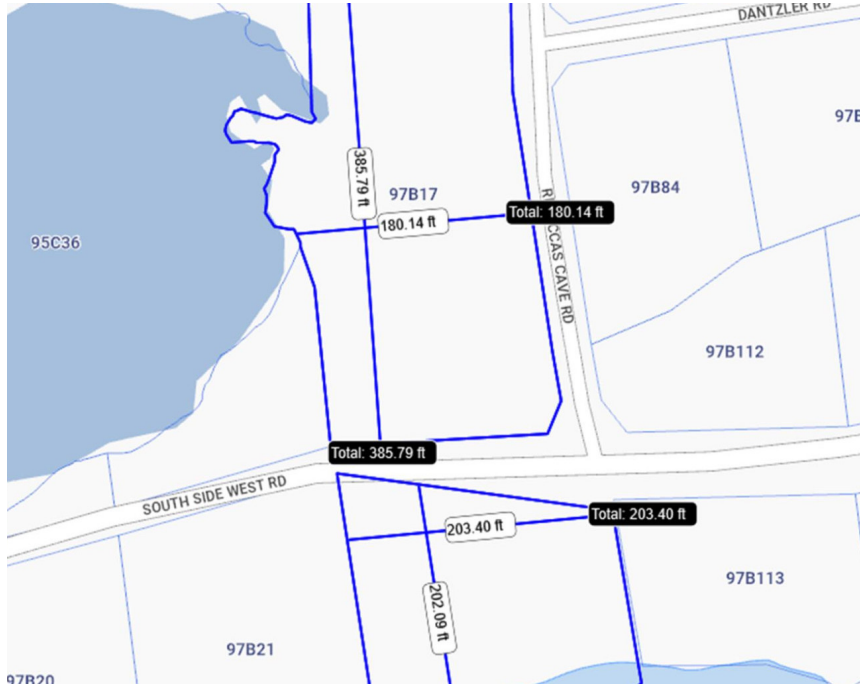 DANTZLER RD
97B
385.79 ft
97B17
97B84
180.14 ft
Total: 180.14 ft
95C36
CCAS CAVE RD
97B112
Total: 385.79 ft
SOUTH SIDE WEST RD
203.40 ft
Total: 203.40 ft
97B113
202.09 ft
97B21
97B20